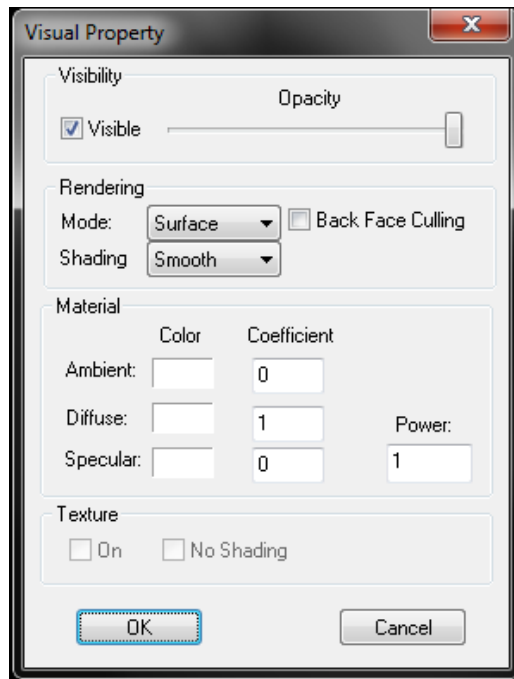 Visual Property
Visibility
Opacity
Visible
Rendering
Mode: Surface Back Face Culling
Shading Smooth
Material
Color Coefficient
Ambient: 0
Diffuse: 1 Power:
Specular: 0 1
Texture
On No Shading
OK Cancel